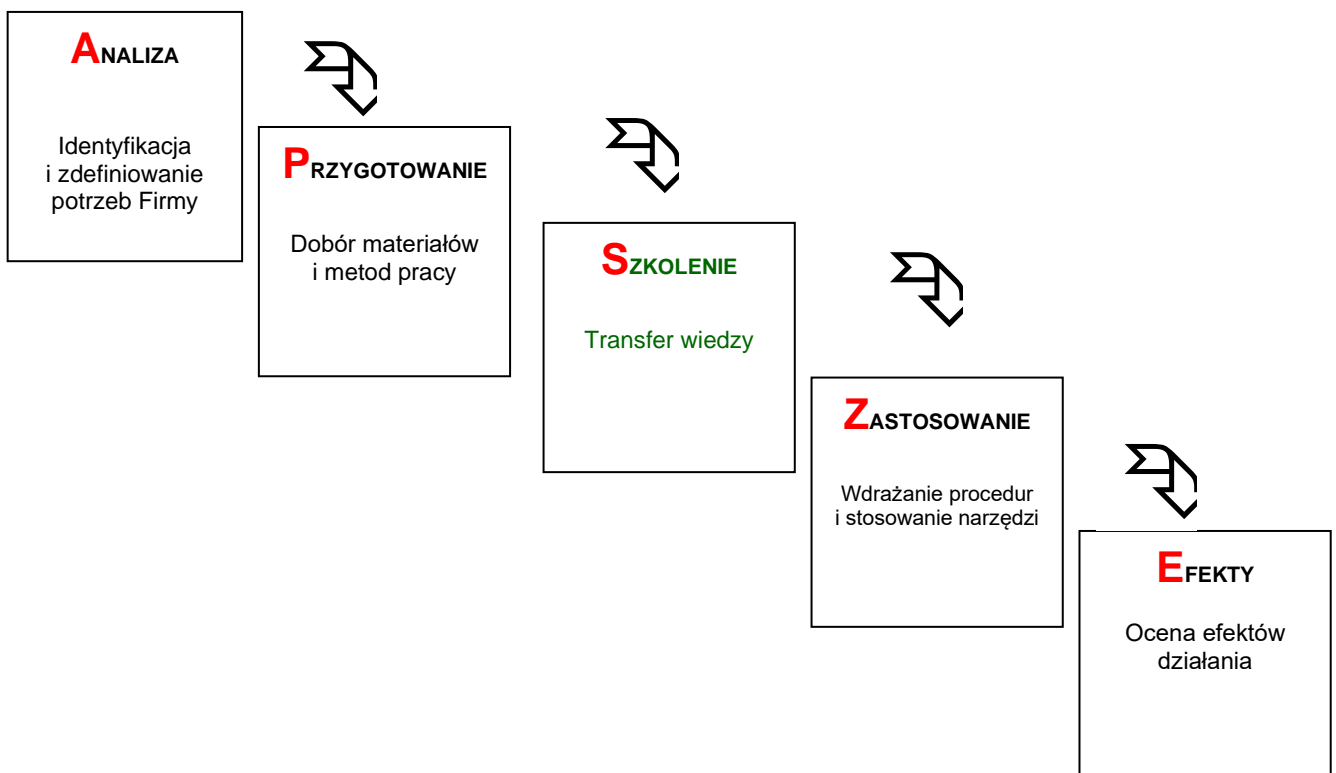 ANALIZA
Identyfikacja
i zdefiniowanie
potrzeb Firmy
PRZYGOTOWANIE
Dobór materiałów
i metod pracy
SZKOLENIE
Transfer wiedzy
ZASTOSOWANIE
Wdrażanie procedur
i stosowanie narzędzi
EFEKTY
Ocena efektów
działania